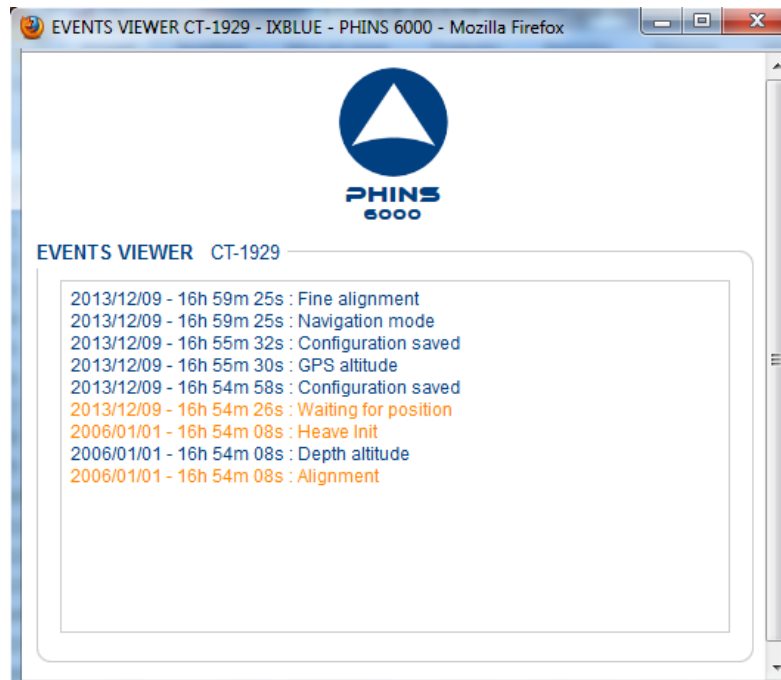 EVENTS VIEWER CT-1929 - IXBLUE - PHINS 6000 - Mozilla Firefox
PHINS
6000
EVENTS VIEWER CT-1929
2013/12/09 - 16h 59m 25s : Fine alignment
2013/12/09 - 16h 59m 25s : Navigation mode
2013/12/09 - 16h 55m 32s : Configuration saved
2013/12/09 - 16h 55m 30s : GPS altitude
2013/12/09 - 16h 54m 58s : Configuration saved
2013/12/09 - 16h 54m 26s : Waiting for position
2006/01/01 - 16h 54m 08s : Heave Init
2006/01/01 - 16h 54m 08s : Depth altitude
2006/01/01 - 16h 54m 08s : Alignment